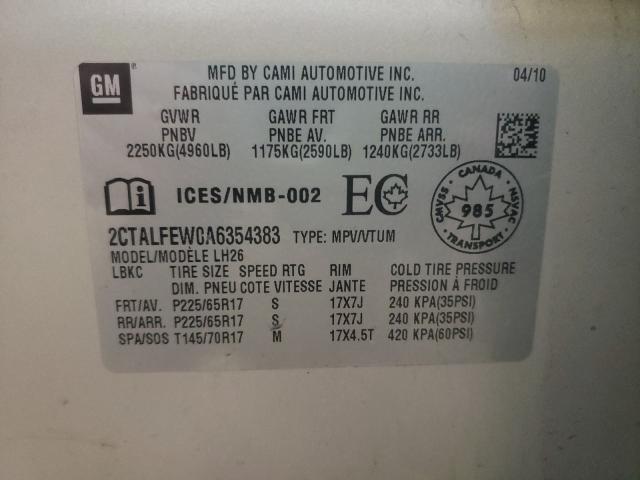 GM
MFD BY CAMI AUTOMOTIVE INC. 04/10
FABRIQUÉ PAR CAMI AUTOMOTIVE INC.
GVWR GAWR FRT GAWR RR
PNBV PNBE AV. PNBE ARR.
2250KG(4960LB) 1175KG(2590LB) 1240KG(2733LB)
ICES/NMB-002 EC
CANADA
CMVSS 985 NSVAC
TRANSPORT
2CTALFEW0A6354383 TYPE: MPV/VTUM
MODEL/MODÈLE LH26
LBKC TIRE SIZE SPEED RTG RIM COLD TIRE PRESSURE
DIM. PNEU COTE VITESSE JANTE PRESSION À FROID
FRT/AV. P225/65R17 S 17X7J 240 KPA(35PSI)
RR/ARR. P225/65R17 S 17X7J 240 KPA(35PSI)
SPA/SOS T145/70R17 M 17X4.5T 420 KPA(60PSI)